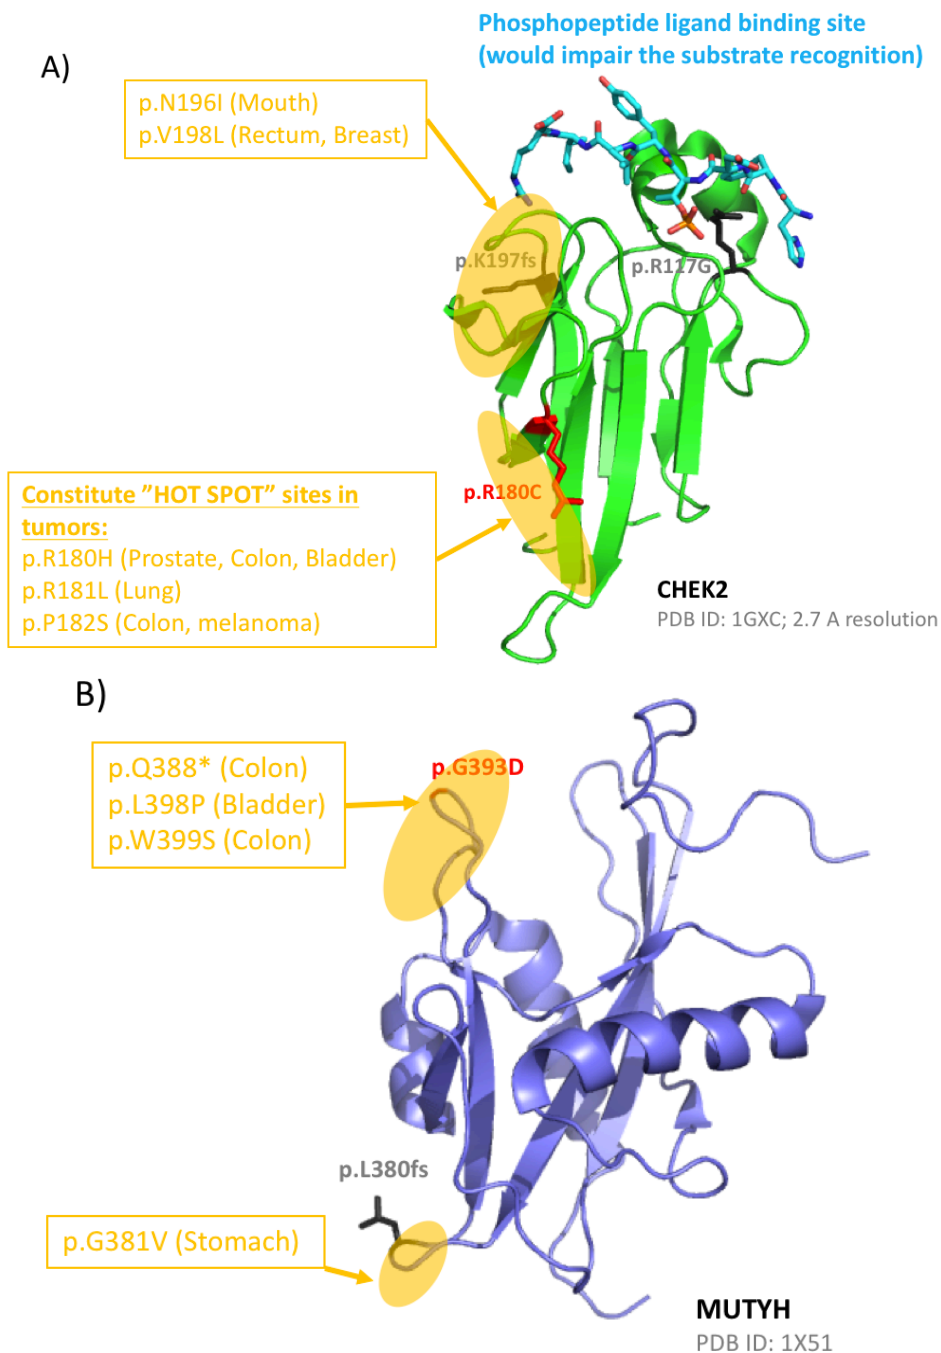 Phosphopeptide ligand binding site
(would impair the substrate recognition)
A)
p.N196I (Mouth)
p.V198L (Rectum, Breast)
p.K197fs
p.R117G
p.R180C
Constitute ”HOT SPOT” sites in
tumors:
p.R180H (Prostate, Colon, Bladder)
p.R181L (Lung)
p.P182S (Colon, melanoma)
CHEK2
PDB ID: 1GXC; 2.7 A resolution
B)
p.Q388* (Colon)
p.L398P (Bladder)
p.W399S (Colon)
p.G393D
p.L380fs
p.G381V (Stomach)
MUTYH
PDB ID: 1X51